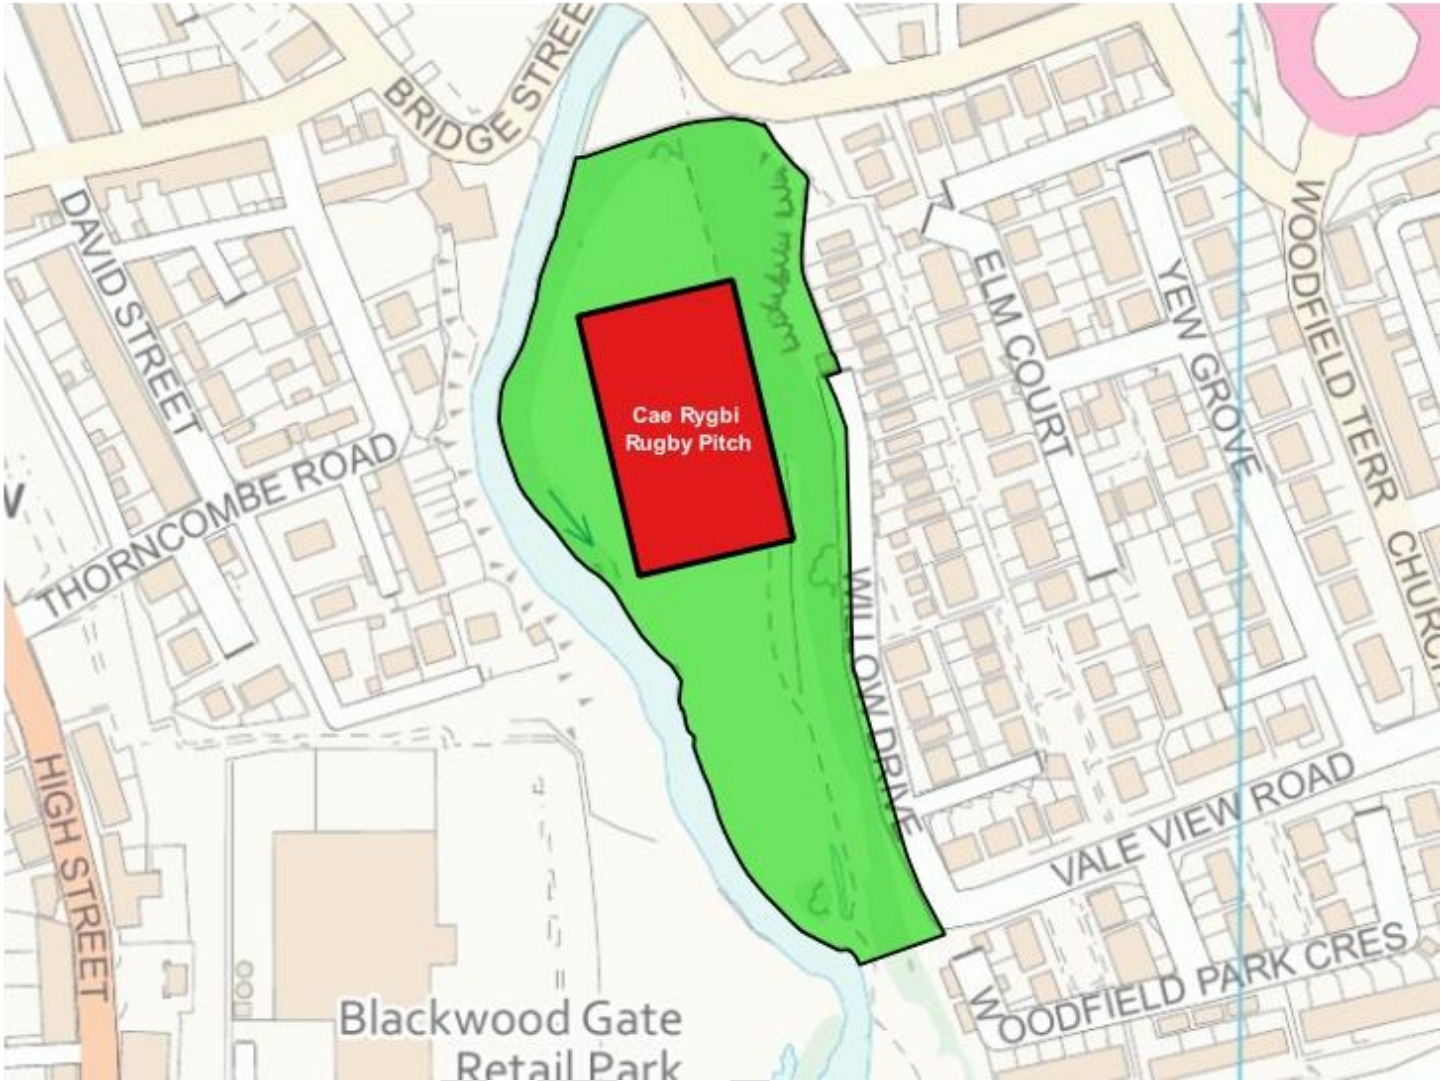 BRIDGE STREE
DAVID STREET
THORNCOMBE ROAD
HIGH STREET
Cae Rygbi
Rugby Pitch
ELM COURT
YEW GROVE
WOODFIELD TERR
CHURCH
WILLOW DRIVE
VALE VIEW ROAD
WOODFIELD PARK CRES
Blackwood Gate
Retail Park